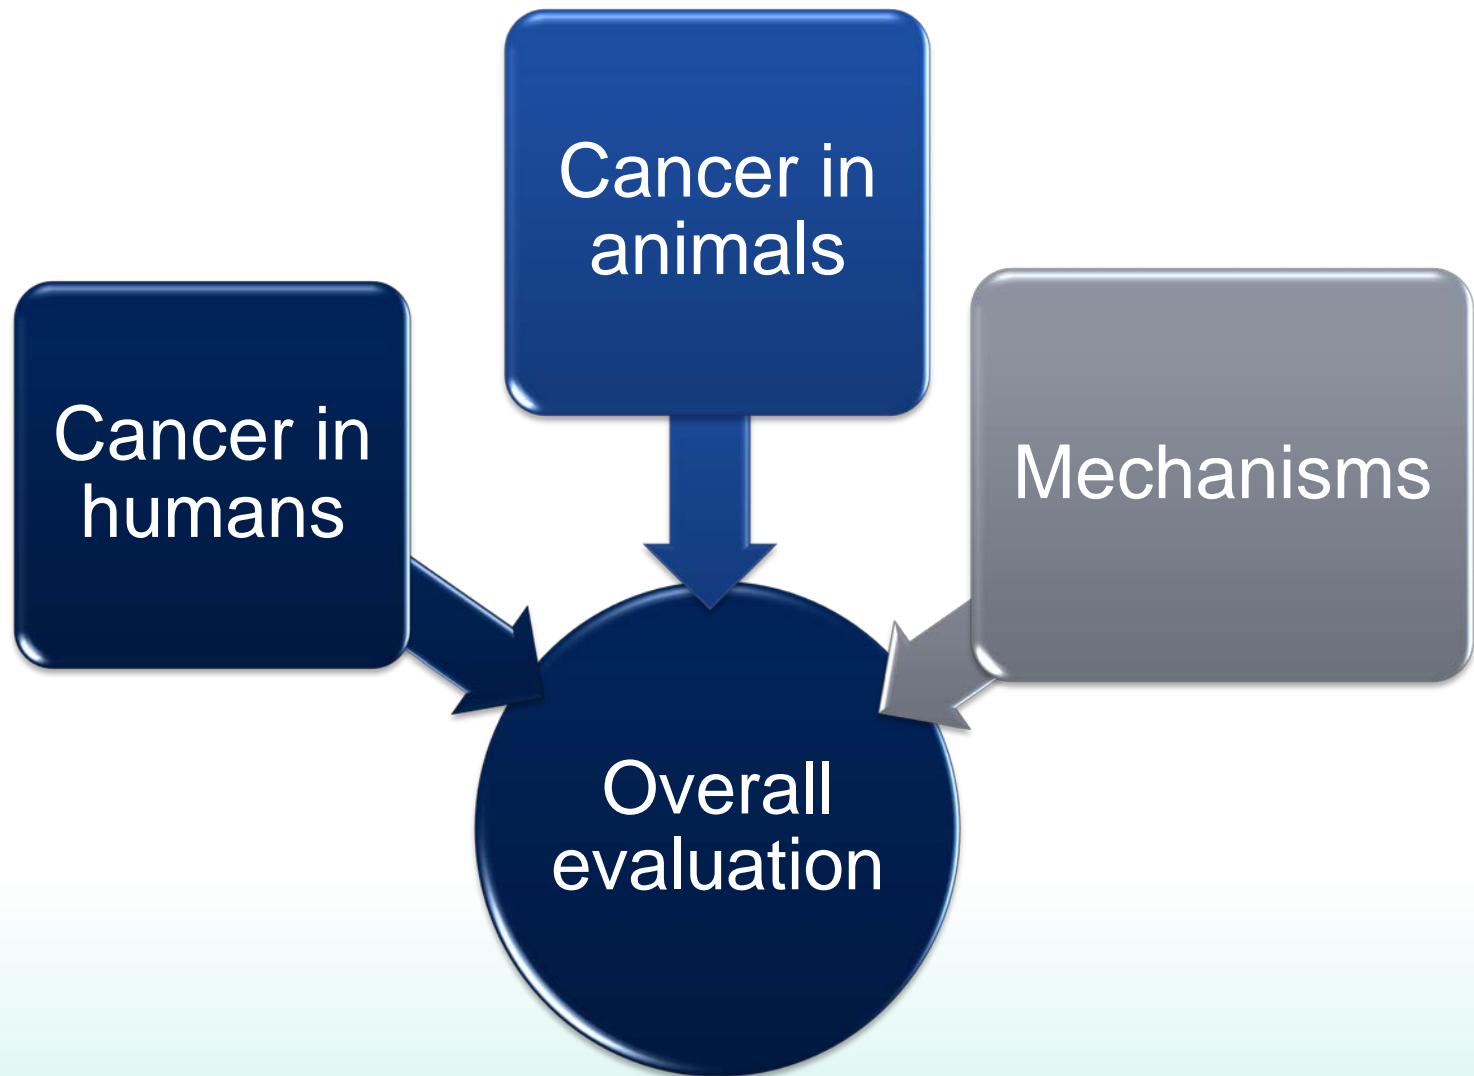 Cancer in
humans
Cancer in
animals
Mechanisms
Overall
evaluation